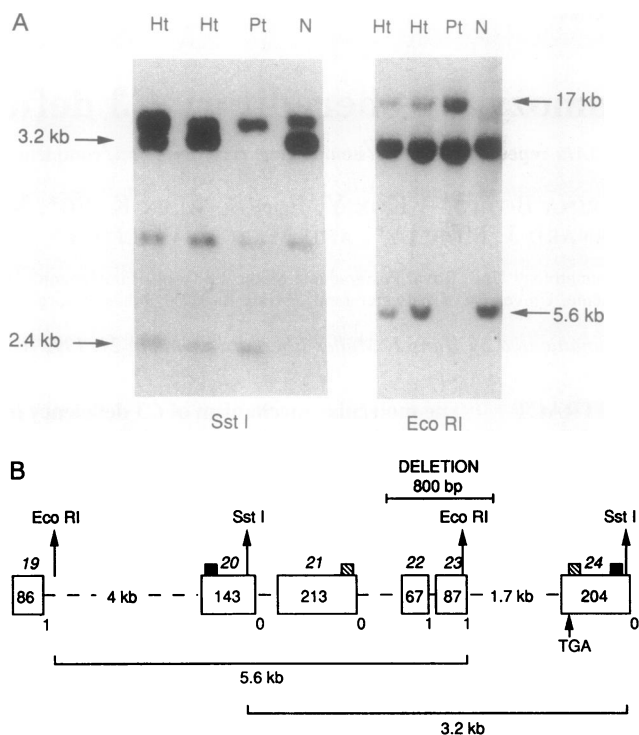 A
Ht Ht Pt N
Ht Ht Pt N
17 kb
3.2 kb
5.6 kb
2.4 kb
Sst I
Eco RI
B
DELETION
800 bp
Eco RI Sst I Eco RI Sst I
19 20 21 22 23 24
86 4 kb 143 213 67 87 1.7 kb 204
1 0 0 1 1 0
TGA
5.6 kb
3.2 kb